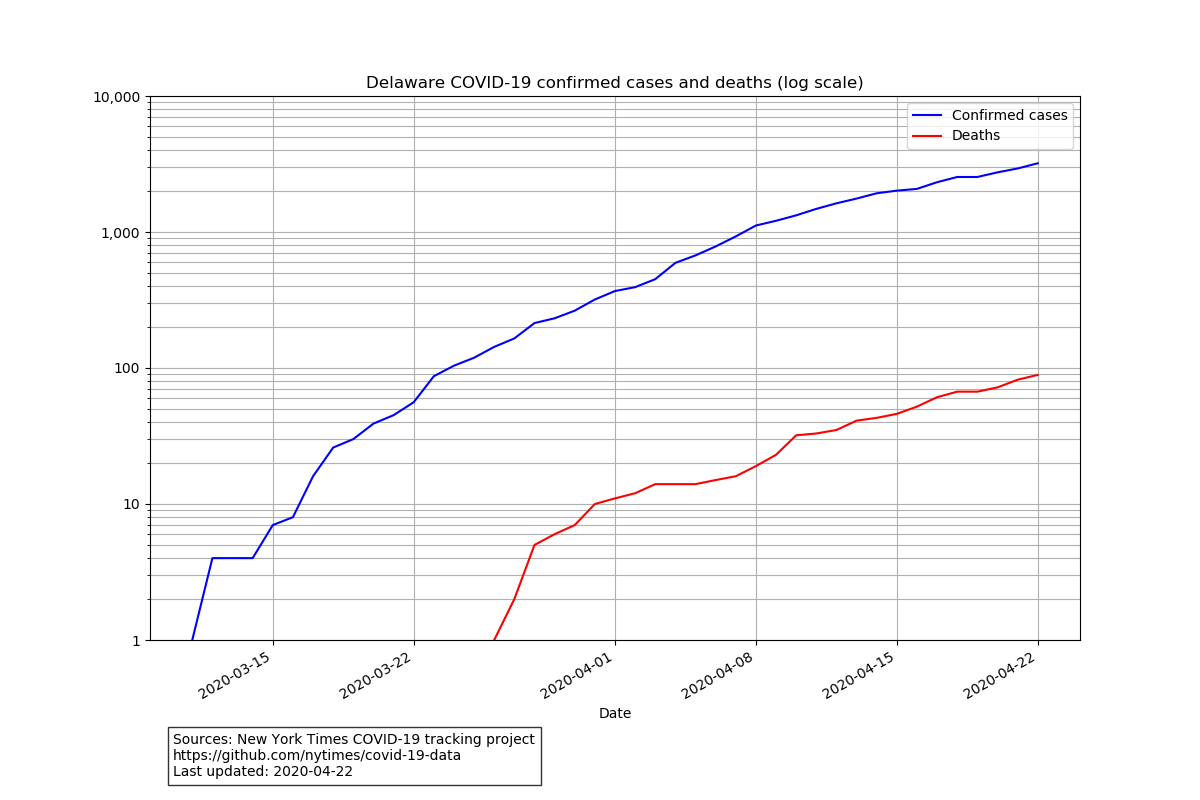 Delaware COVID-19 confirmed cases and deaths (log scale)
10,000
1,000
100
10
1
Confirmed cases
Deaths
2020-03-15
2020-03-22
2020-04-01
2020-04-08
2020-04-15
2020-04-22
Date
Sources: New York Times COVID-19 tracking project
https://github.com/nytimes/covid-19-data
Last updated: 2020-04-22